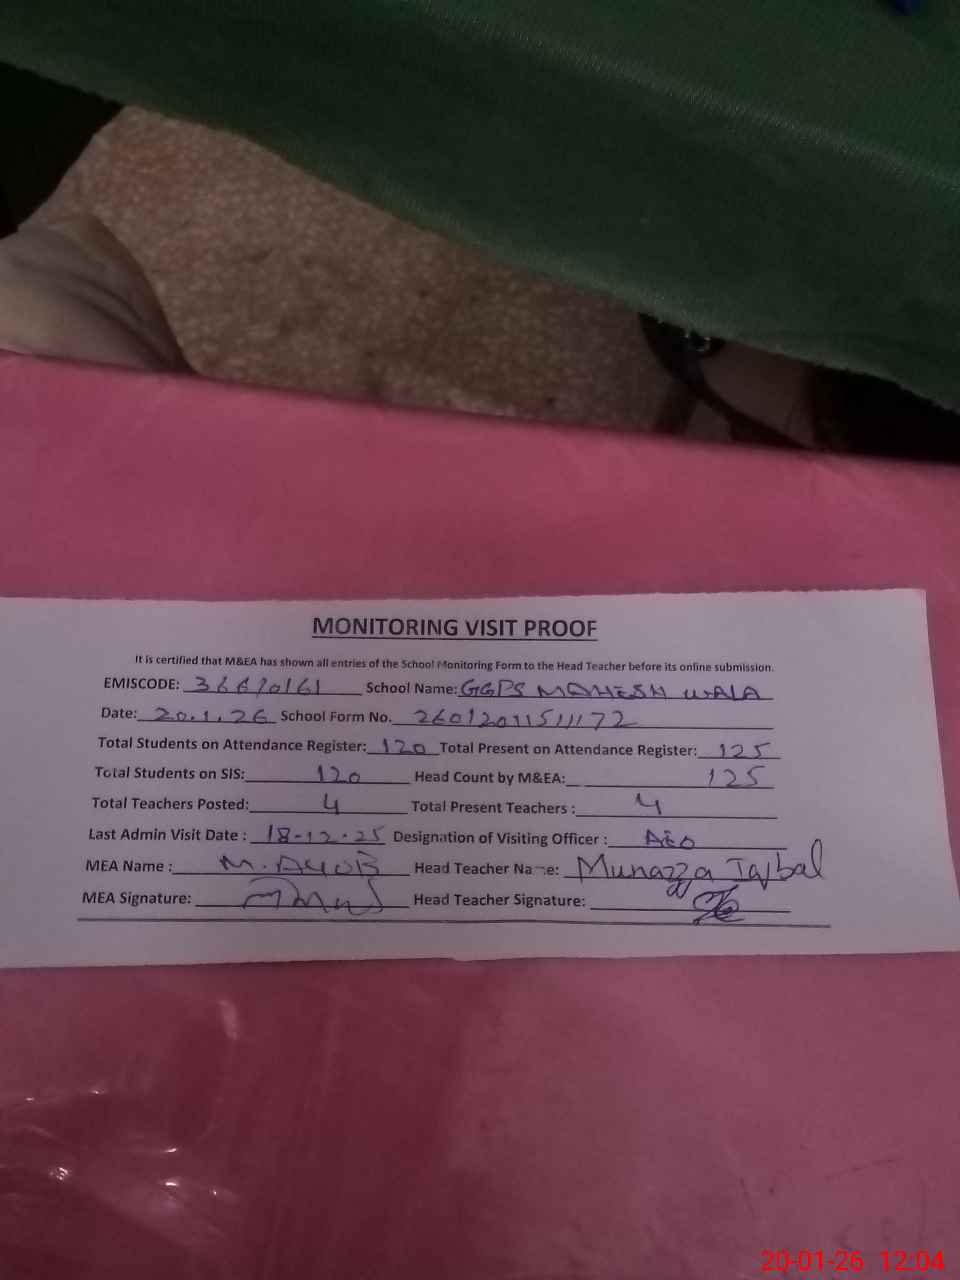 MONITORING VISIT PROOF
It is certified that M&EA has shown all entries of the School Monitoring Form to the Head Teacher before its online submission.
EMISCODE: 36670161 School Name: GGPS MAHESH WALA
Date: 20.1.26 School Form No.
Total Students on Attendance Register: 120 Total Present on Attendance Register: 125
Total Students on SIS: 120 Head Count by M&EA: 125
Total Teachers Posted: 4 Total Present Teachers : 4
Last Admin Visit Date : 18-12-25 Designation of Visiting Officer : AEO
MEA Name : M. AYUB Head Teacher Name: Munazza Iqbal
MEA Signature: Head Teacher Signature:
20-01-26 12:04